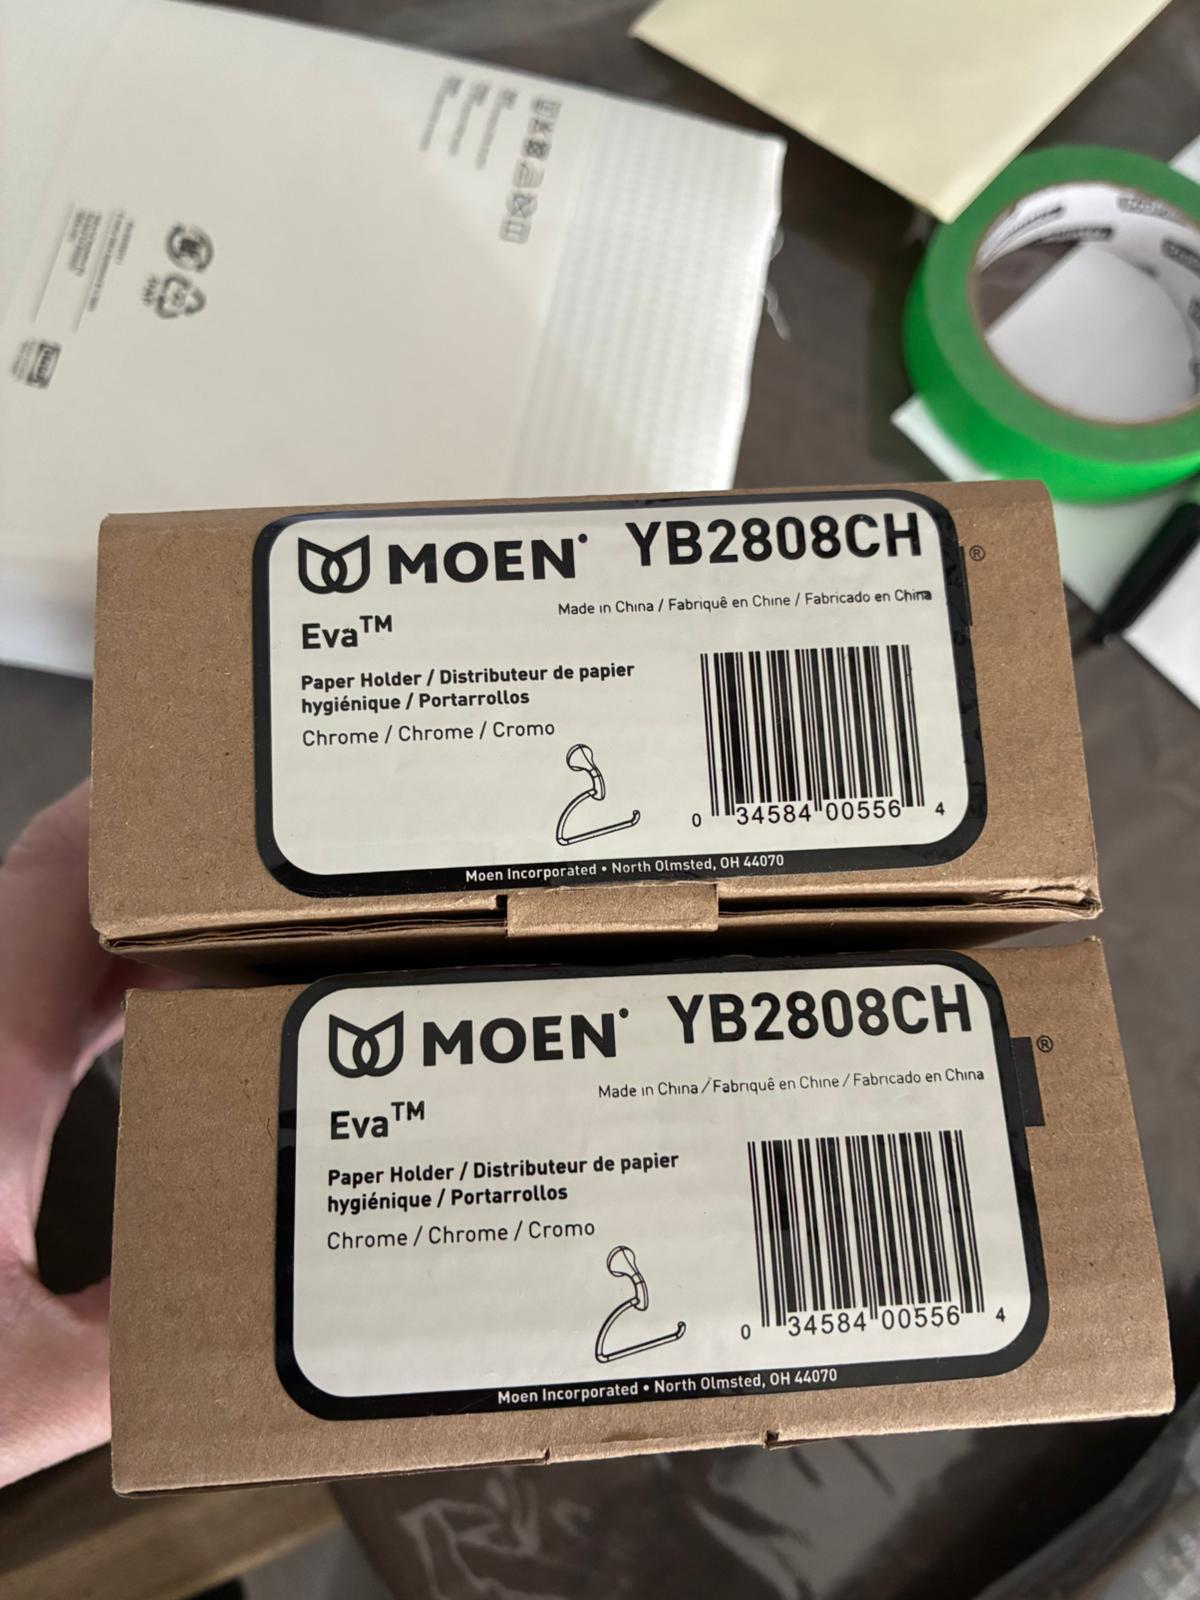 MOEN® YB2808CH
Made in China / Fabriquê en Chine / Fabricado en China
Eva™
Paper Holder / Distributeur de papier
hygiénique / Portarrollos
Chrome / Chrome / Cromo
0 34584 00556 4
Moen Incorporated • North Olmsted, OH 44070
®
MOEN® YB2808CH
Made in China / Fabriquê en Chine / Fabricado en China
Eva™
Paper Holder / Distributeur de papier
hygiénique / Portarrollos
Chrome / Chrome / Cromo
0 34584 00556 4
Moen Incorporated • North Olmsted, OH 44070
®